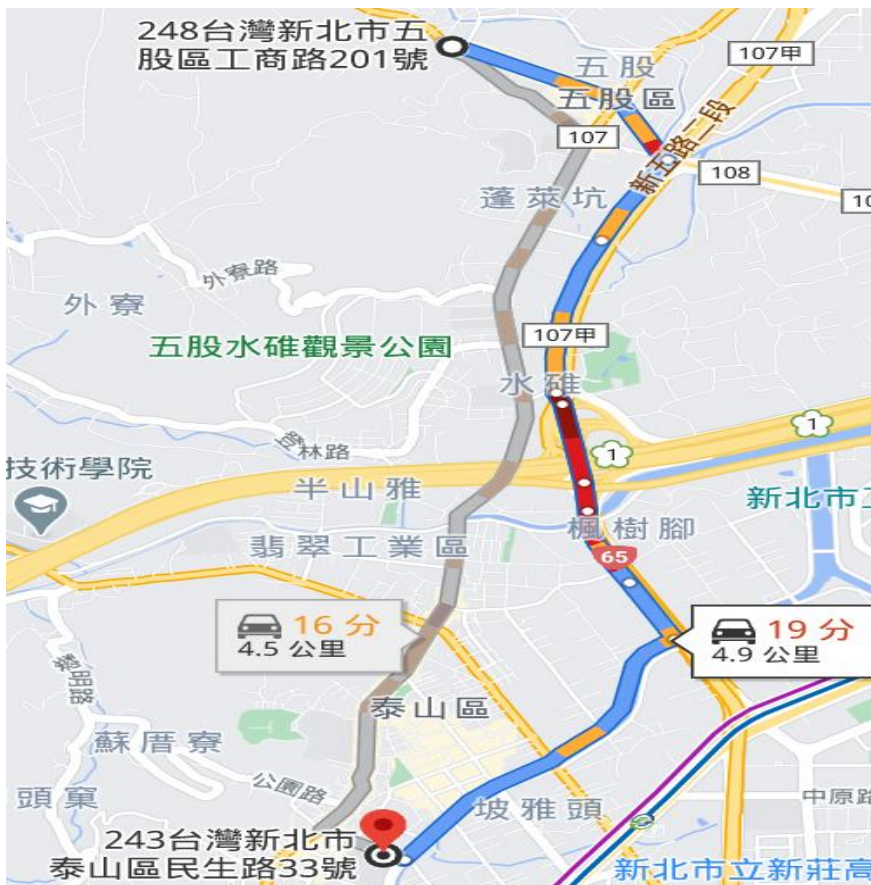 248台灣新北市五
股區工商路201號
107甲
五股
五股區
107
新五路二段
108
蓬萊坑
外寮路
外寮
107甲
五股水碓觀景公園
水碓
1
登林路
1
技術學院
半山雅
新北市
楓樹腳
翡翠工業區
65
16 分
4.5 公里
19 分
4.9 公里
黎明路
泰山區
蘇厝寮
公園路
頭窠
坡雅頭
中原路
243台灣新北市
泰山區民生路33號
新北市立新莊高